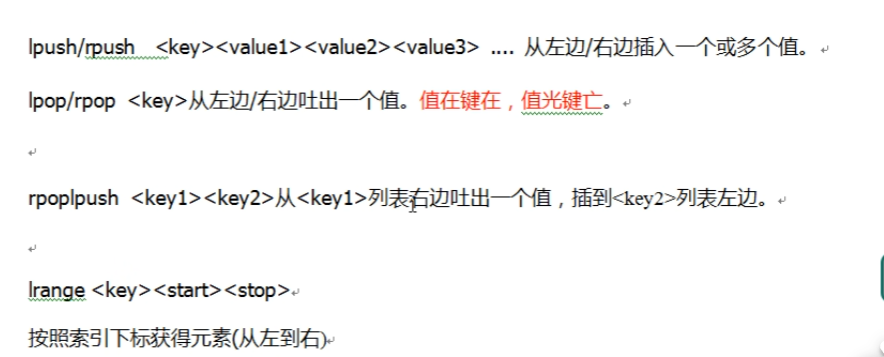 lpush/rpush <key><value1><value2><value3> .... 从左边/右边插入一个或多个值。
lpop/rpop <key>从左边/右边吐出一个值。值在键在，值光键亡。
rpoplpush <key1><key2>从<key1>列表右边吐出一个值，插到<key2>列表左边。
lrange <key><start><stop>
按照索引下标获得元素(从左到右)